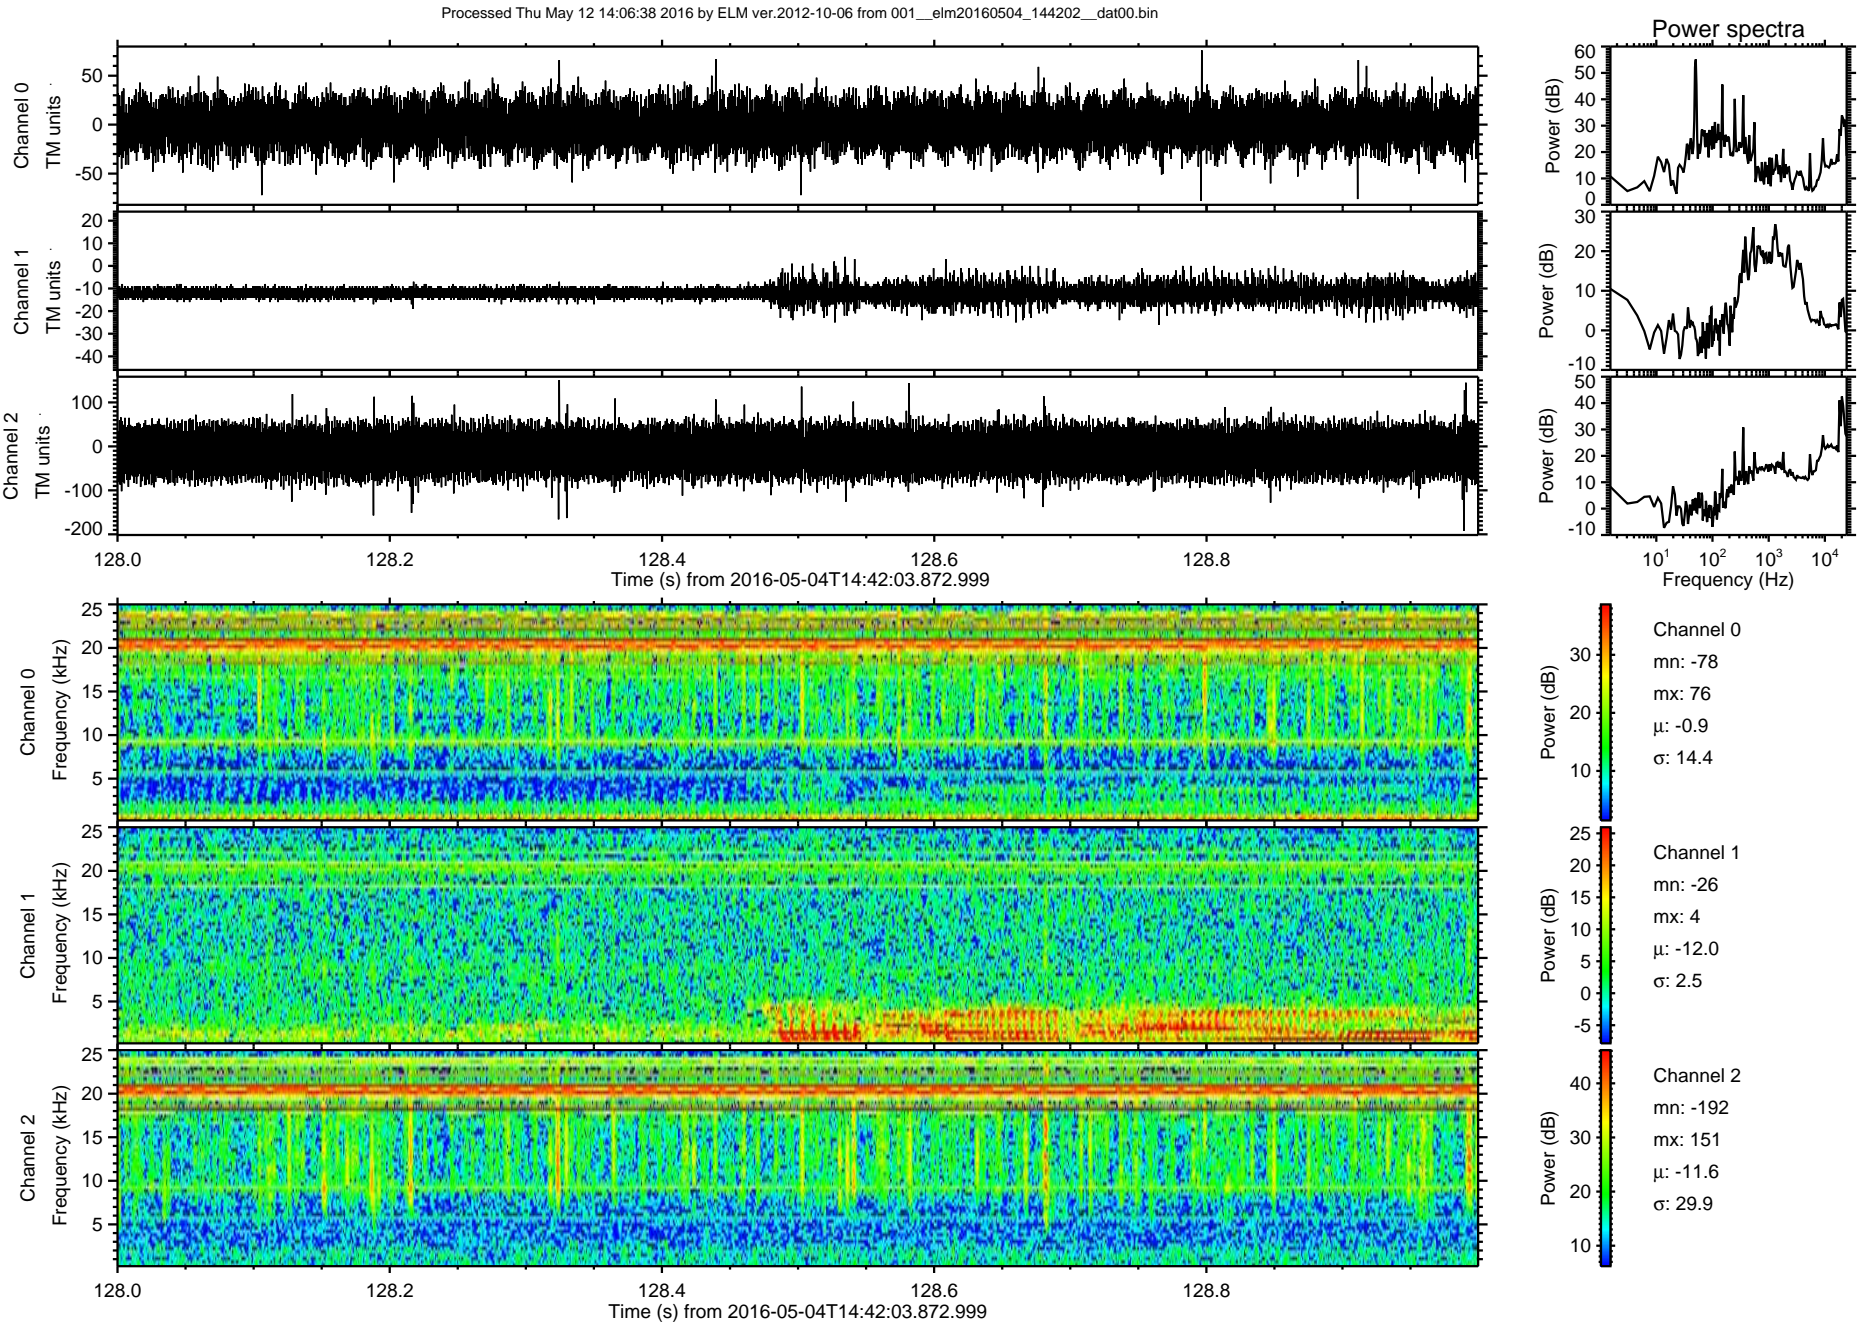 Processed Thu May 12 14:06:38 2016 by ELM ver.2012-10-06 from 001__elm20160504_144202__dat00.bin
Power spectra
Channel 0
TM units
50
0
-50
Power (dB)
60
50
40
30
20
10
0
Channel 1
TM units
20
10
0
-10
-20
-30
-40
Power (dB)
30
20
10
0
-10
Channel 2
TM units
100
0
-100
-200
Power (dB)
50
40
30
20
10
0
-10
128.0 128.2 128.4 128.6 128.8
Time (s) from 2016-05-04T14:42:03.872.999
10^1 10^2 10^3 10^4
Frequency (Hz)
Channel 0
Frequency (kHz)
25
20
15
10
5
Power (dB)
30
20
10
Channel 0
mn: -78
mx: 76
μ: -0.9
σ: 14.4
Channel 1
Frequency (kHz)
25
20
15
10
5
Power (dB)
25
20
15
10
5
0
-5
Channel 1
mn: -26
mx: 4
μ: -12.0
σ: 2.5
Channel 2
Frequency (kHz)
25
20
15
10
5
Power (dB)
40
30
20
10
Channel 2
mn: -192
mx: 151
μ: -11.6
σ: 29.9
128.0 128.2 128.4 128.6 128.8
Time (s) from 2016-05-04T14:42:03.872.999